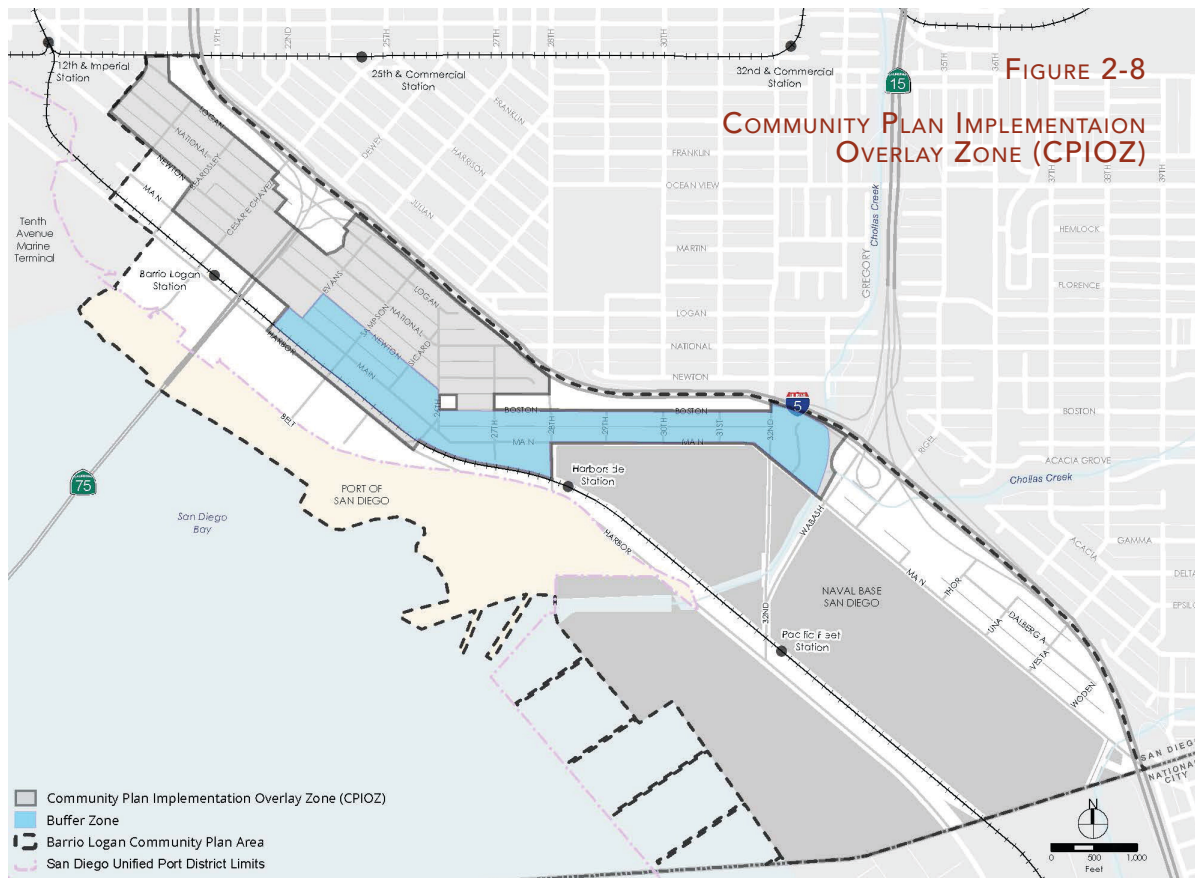 FIGURE 2-8
COMMUNITY PLAN IMPLEMENTAION
OVERLAY ZONE (CPIOZ)
19TH
22ND
25TH
27TH
28TH
30TH
35TH
36TH
37TH
38TH
39TH
12th & Imperial
Station
25th & Commercial
Station
32nd & Commercial
Station
15
FRANKLIN
HARRISON
DEWEY
JULIAN
FRANKLIN
OCEAN VIEW
MARTIN
LOGAN
NATIONAL
NEWTON
GREGORY
Chollas Creek
HEMLOCK
FLORENCE
BOSTON
ACACIA GROVE
Chollas Creek
RIGH
ACACIA
GAMMA
DELTA
EPSIL
LOGAN
NATIONAL
BEARDSLEY
NEWTON
MAIN
CESAR E CHAVEZ
Tenth
Avenue
Marine
Terminal
Barrio Logan
Station
EVANS
LOGAN
SAMPSON
NATIONAL
NEWTON
SICARD
MAIN
HARBOR
BELT
26TH
BOSTON
BOSTON
27TH
28TH
29TH
30TH
31ST
32ND
MAIN
MAIN
5
75
San Diego
Bay
PORT OF
SAN DIEGO
Harborside
Station
HARBOR
WABASH
32ND
NAVAL BASE
SAN DIEGO
Pacific Fleet
Station
MAIN
THOR
UNA
DALBERGA
VESTA
WODEN
SAN DIEGO
NATIONAL
CITY
Community Plan Implementation Overlay Zone (CPIOZ)
Buffer Zone
Barrio Logan Community Plan Area
San Diego Unified Port District Limits
N
0 500 1,000
Feet